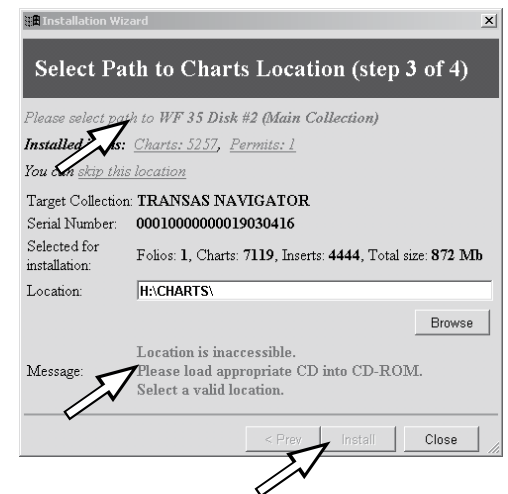 Installation Wizard
Select Path to Charts Location (step 3 of 4)
Please select path to WF 35 Disk #2 (Main Collection)
Installed Charts: 5257, Permits: 1
You can skip this location
Target Collection: TRANSAS NAVIGATOR
Serial Number: 00010000000019030416
Selected for installation: Folios: 1, Charts: 7119, Inserts: 4444, Total size: 872 Mb
Location: H:\CHARTS\
Browse
Location is inaccessible.
Message: Please load appropriate CD into CD-ROM.
Select a valid location.
< Prev Install Close